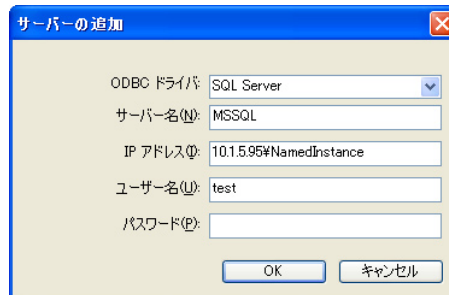 サーバーの追加
ODBC ドライバ: SQL Server
サーバー名(N): MSSQL
IP アドレス(I): 10.1.5.95¥NamedInstance
ユーザー名(U): test
パスワード(P):
OK キャンセル